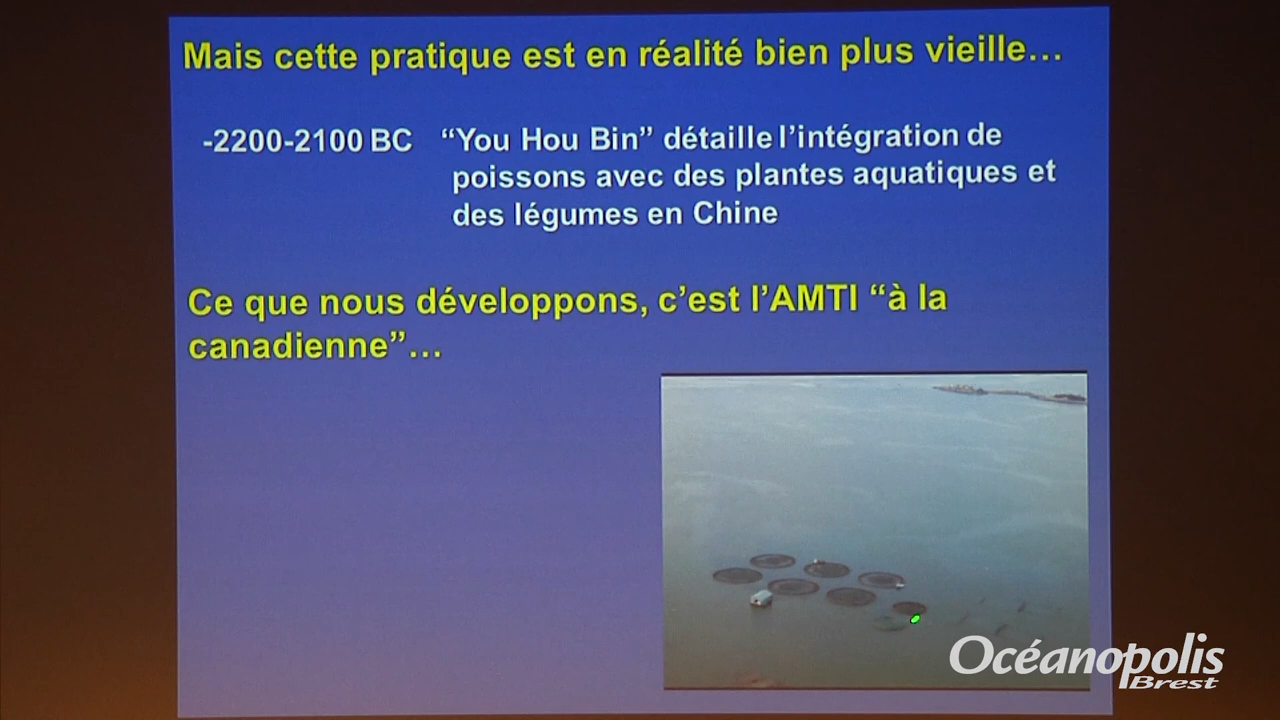 Mais cette pratique est en réalité bien plus vieille…
-2200-2100 BC “You Hou Bin” détaille l’intégration de
poissons avec des plantes aquatiques et
des légumes en Chine
Ce que nous développons, c’est l’AMTI “à la
canadienne”…
Océanopolis
Brest